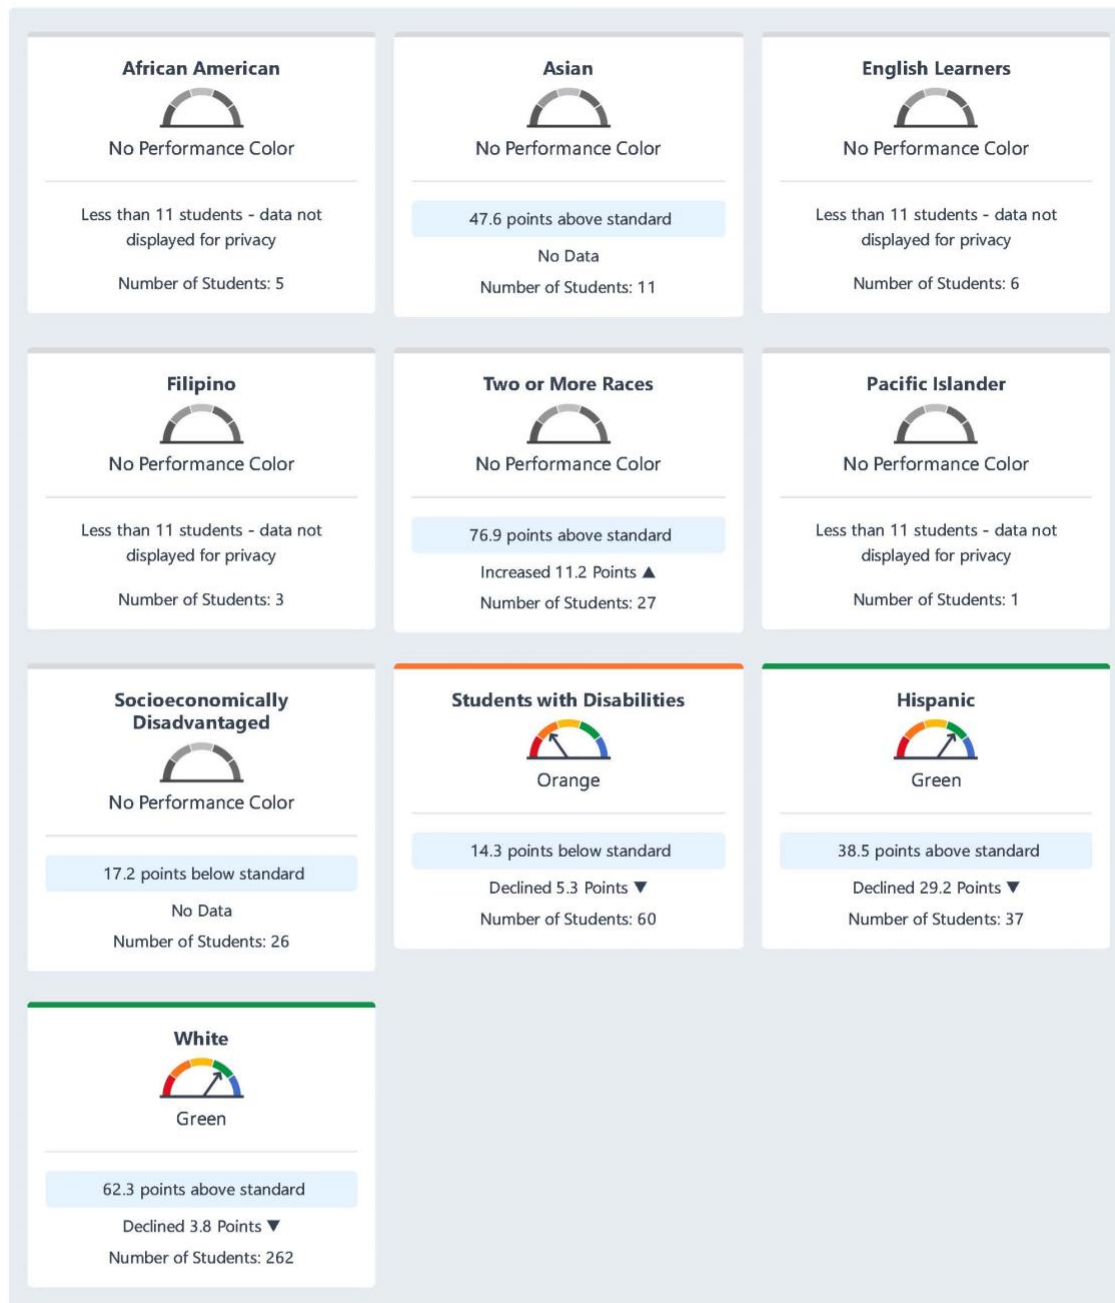 African American
No Performance Color
Less than 11 students - data not
displayed for privacy
Number of Students: 5
Asian
No Performance Color
47.6 points above standard
No Data
Number of Students: 11
English Learners
No Performance Color
Less than 11 students - data not
displayed for privacy
Number of Students: 6
Filipino
No Performance Color
Less than 11 students - data not
displayed for privacy
Number of Students: 3
Two or More Races
No Performance Color
76.9 points above standard
Increased 11.2 Points ▲
Number of Students: 27
Pacific Islander
No Performance Color
Less than 11 students - data not
displayed for privacy
Number of Students: 1
Socioeconomically
Disadvantaged
No Performance Color
17.2 points below standard
No Data
Number of Students: 26
Students with Disabilities
Orange
14.3 points below standard
Declined 5.3 Points ▼
Number of Students: 60
Hispanic
Green
38.5 points above standard
Declined 29.2 Points ▼
Number of Students: 37
White
Green
62.3 points above standard
Declined 3.8 Points ▼
Number of Students: 262